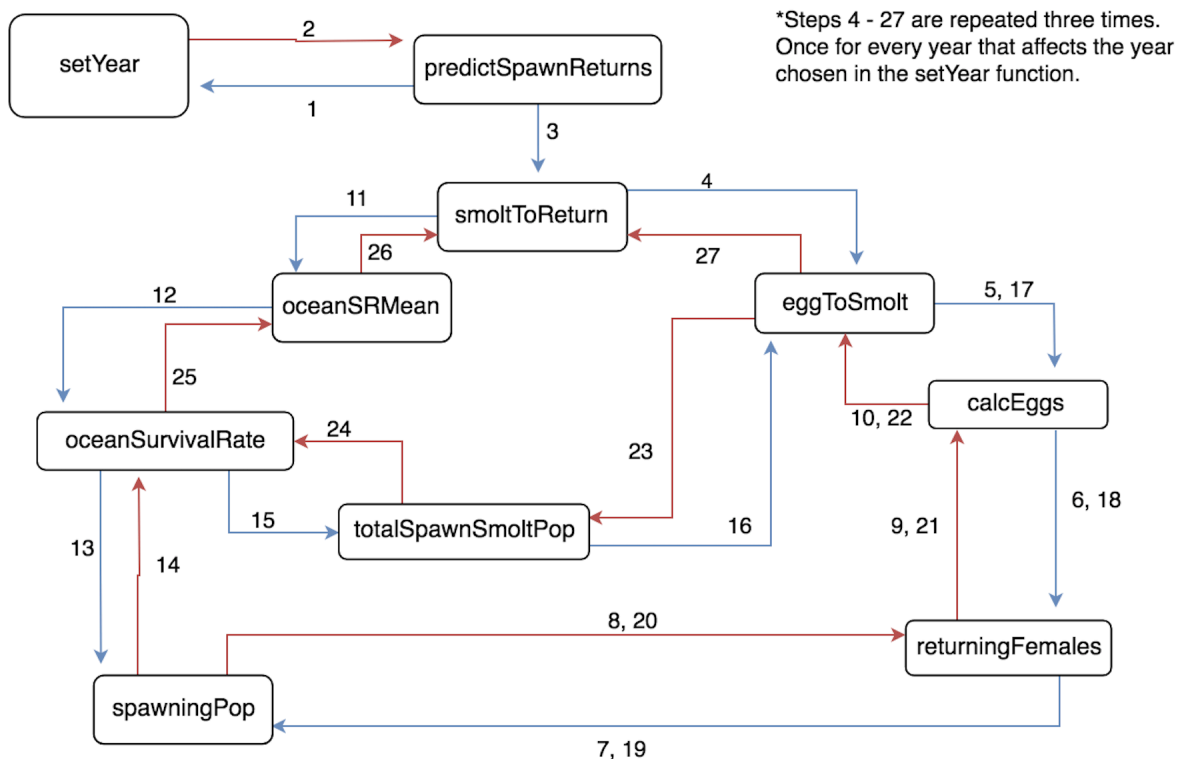 *Steps 4 - 27 are repeated three times.
Once for every year that affects the year
chosen in the setYear function.
2
setYear
predictSpawnReturns
1
3
4
11
smoltToReturn
26
27
12
oceanSRMean
eggToSmolt
5, 17
25
calcEggs
10, 22
24
oceanSurvivalRate
23
6, 18
15
totalSpawnSmoltPop
16
9, 21
13
14
8, 20
returningFemales
spawningPop
7, 19